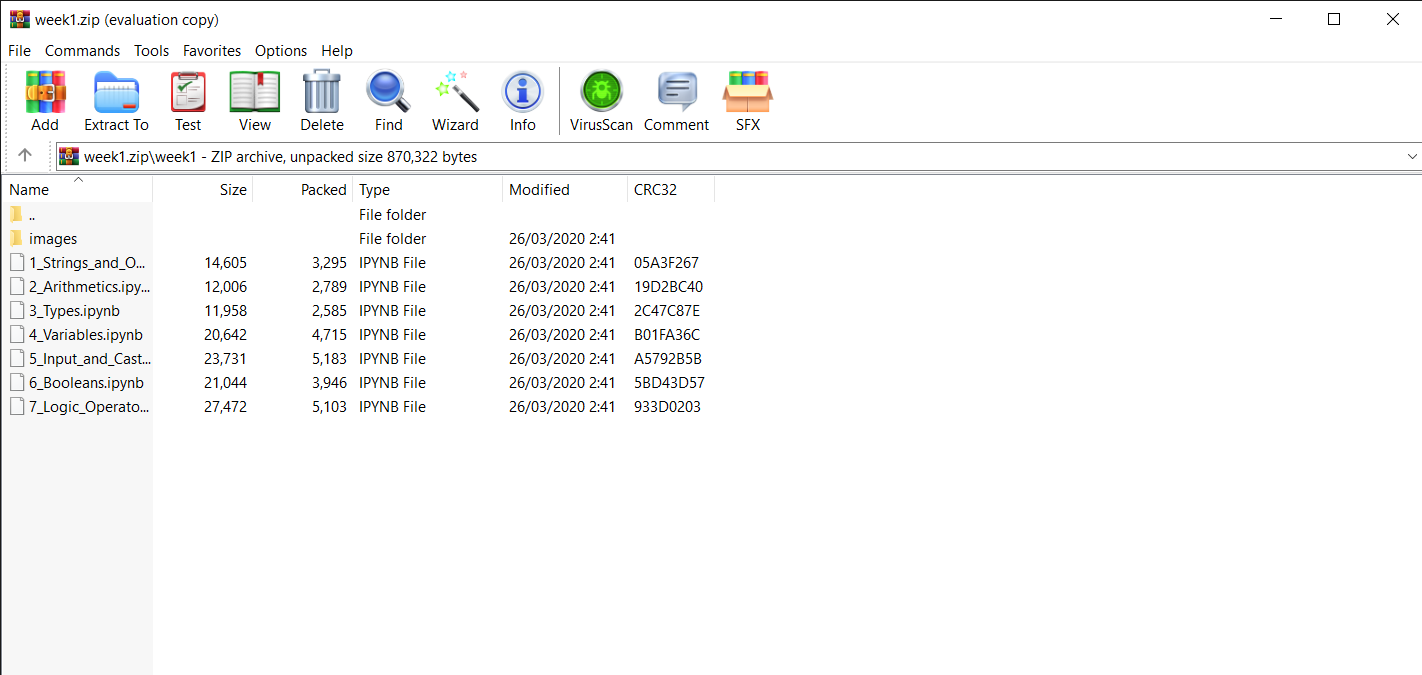 week1.zip (evaluation copy)
File Commands Tools Favorites Options Help
Add Extract To Test View Delete Find Wizard Info VirusScan Comment SFX
week1.zip\week1 - ZIP archive, unpacked size 870,322 bytes
Name Size Packed Type Modified CRC32
.. File folder
images File folder 26/03/2020 2:41
1_Strings_and_O... 14,605 3,295 IPYNB File 26/03/2020 2:41 05A3F267
2_Arithmetics.ipy... 12,006 2,789 IPYNB File 26/03/2020 2:41 19D2BC40
3_Types.ipynb 11,958 2,585 IPYNB File 26/03/2020 2:41 2C47C87E
4_Variables.ipynb 20,642 4,715 IPYNB File 26/03/2020 2:41 B01FA36C
5_Input_and_Cast... 23,731 5,183 IPYNB File 26/03/2020 2:41 A5792B5B
6_Booleans.ipynb 21,044 3,946 IPYNB File 26/03/2020 2:41 5BD43D57
7_Logic_Operato... 27,472 5,103 IPYNB File 26/03/2020 2:41 933D0203